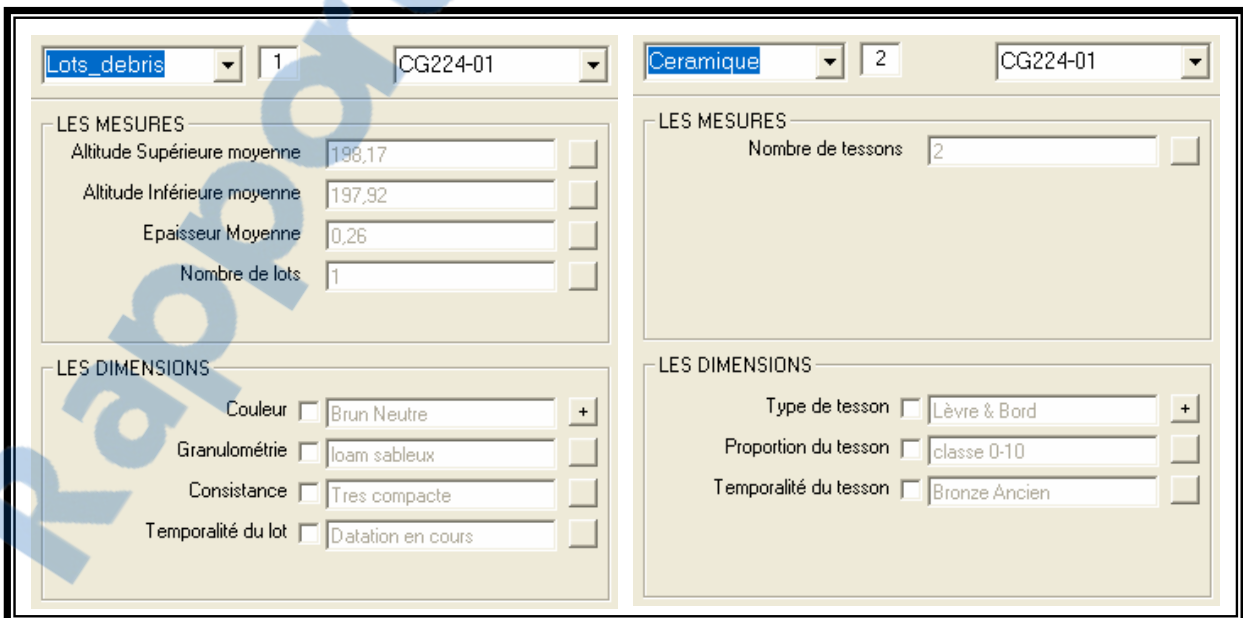 Lots_debris 1 CG224-01
LES MESURES
Altitude Supérieure moyenne 198,17
Altitude Inférieure moyenne 197,92
Epaisseur Moyenne 0,26
Nombre de lots 1
LES DIMENSIONS
Couleur Brun Neutre +
Granulométrie loam sableux
Consistance Tres compacte
Temporalité du lot Datation en cours
Ceramique 2 CG224-01
LES MESURES
Nombre de tessons 2
LES DIMENSIONS
Type de tesson Lèvre & Bord +
Proportion du tesson classe 0-10
Temporalité du tesson Bronze Ancien
Rappor